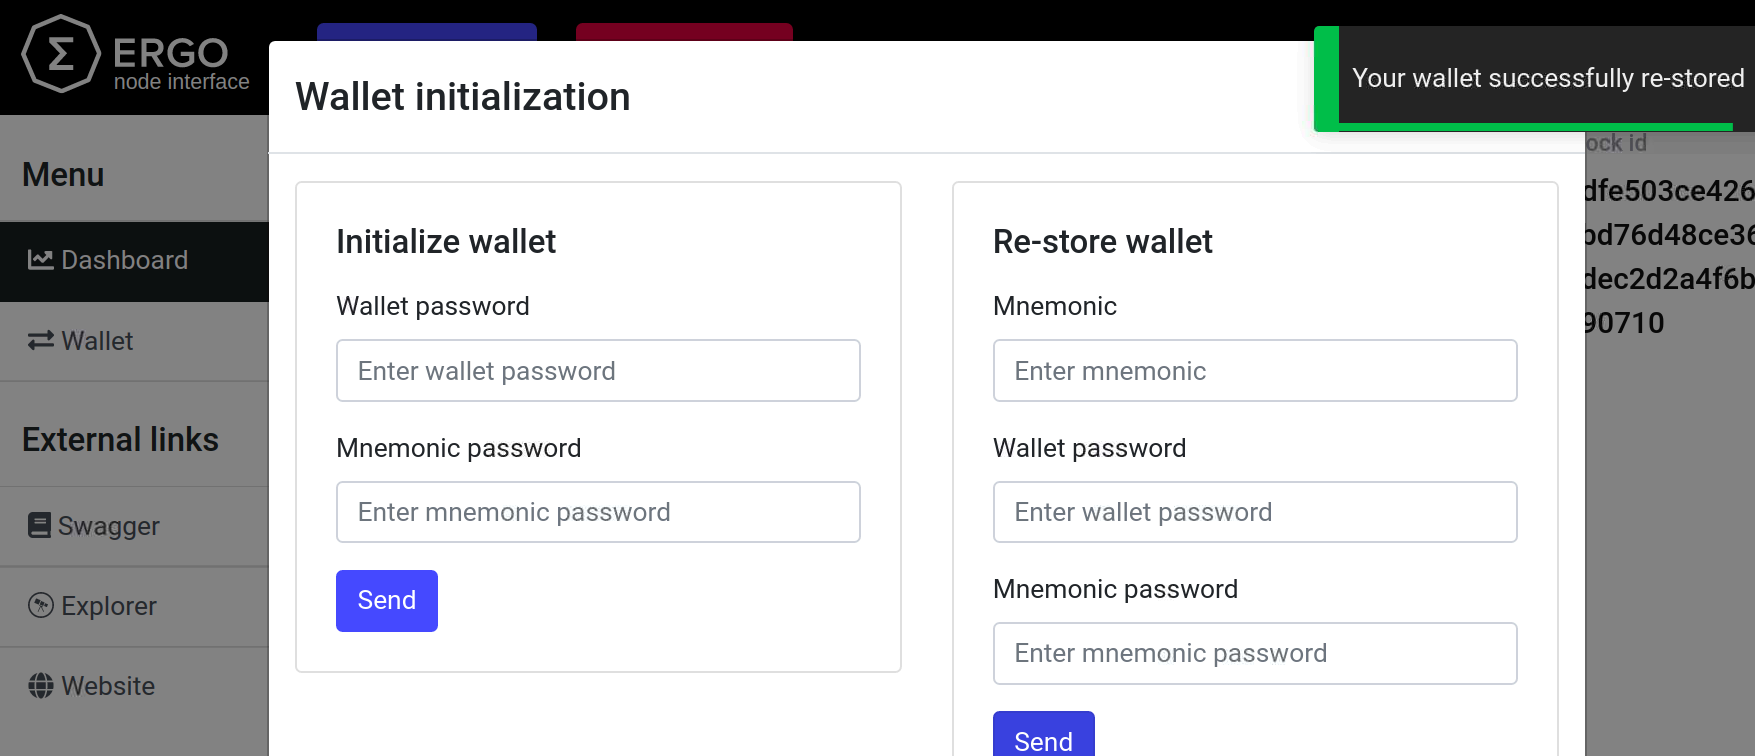 Σ
ERGO
node interface
Menu
Dashboard
Wallet
External links
Swagger
Explorer
Website
Wallet initialization
Initialize wallet
Wallet password
Enter wallet password
Mnemonic password
Enter mnemonic password
Send
Re-store wallet
Mnemonic
Enter mnemonic
Wallet password
Enter wallet password
Mnemonic password
Enter mnemonic password
Send
Your wallet successfully re-stored
ock id
dfe503ce426
bd76d48ce36
dec2d2a4f6b
90710